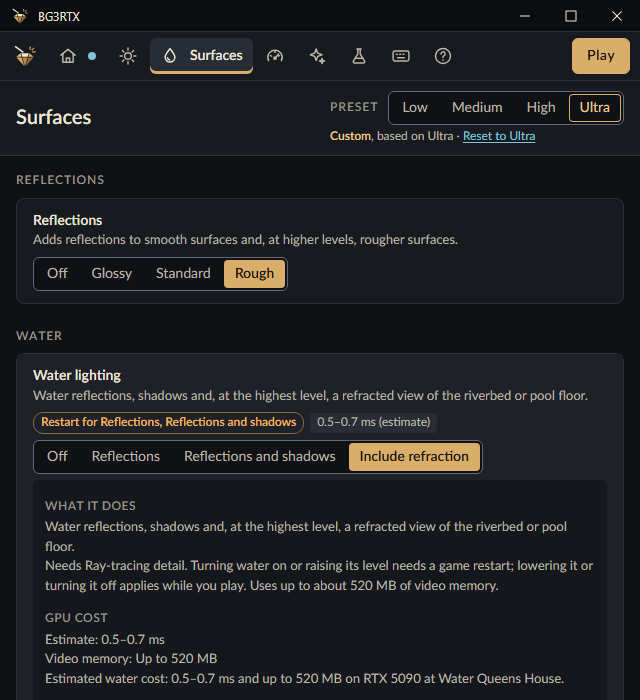 BG3RTX
Surfaces
Play
Surfaces
PRESET
Low Medium High Ultra
Custom, based on Ultra · Reset to Ultra
REFLECTIONS
Reflections
Adds reflections to smooth surfaces and, at higher levels, rougher surfaces.
Off Glossy Standard Rough
WATER
Water lighting
Water reflections, shadows and, at the highest level, a refracted view of the riverbed or pool floor.
Restart for Reflections, Reflections and shadows 0.5–0.7 ms (estimate)
Off Reflections Reflections and shadows Include refraction
WHAT IT DOES
Water reflections, shadows and, at the highest level, a refracted view of the riverbed or pool
floor.
Needs Ray-tracing detail. Turning water on or raising its level needs a game restart; lowering it or
turning it off applies while you play. Uses up to about 520 MB of video memory.
GPU COST
Estimate: 0.5–0.7 ms
Video memory: Up to 520 MB
Estimated water cost: 0.5–0.7 ms and up to 520 MB on RTX 5090 at Water Queens House.